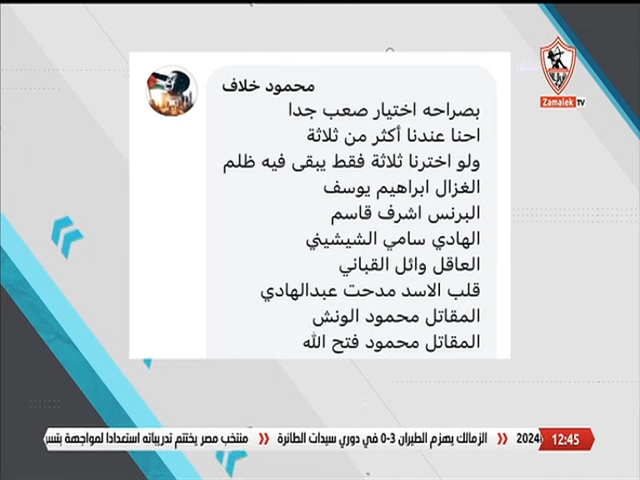 محمود خلاف
بصراحه اختيار صعب جدا
احنا عندنا أكثر من ثلاثة
ولو اخترنا ثلاثة فقط يبقى فيه ظلم
الغزال ابراهيم يوسف
البرنس اشرف قاسم
الهادي سامي الشيشيني
العاقل وائل القباني
قلب الاسد مدحت عبدالهادي
المقاتل محمود الونش
المقاتل محمود فتح الله
Zamalek TV
12:45
2024 الزمالك يهزم الطيران 3-0 في دوري سيدات الطائرة منتخب مصر يختتم تدريباته استعدادا لمواجهة